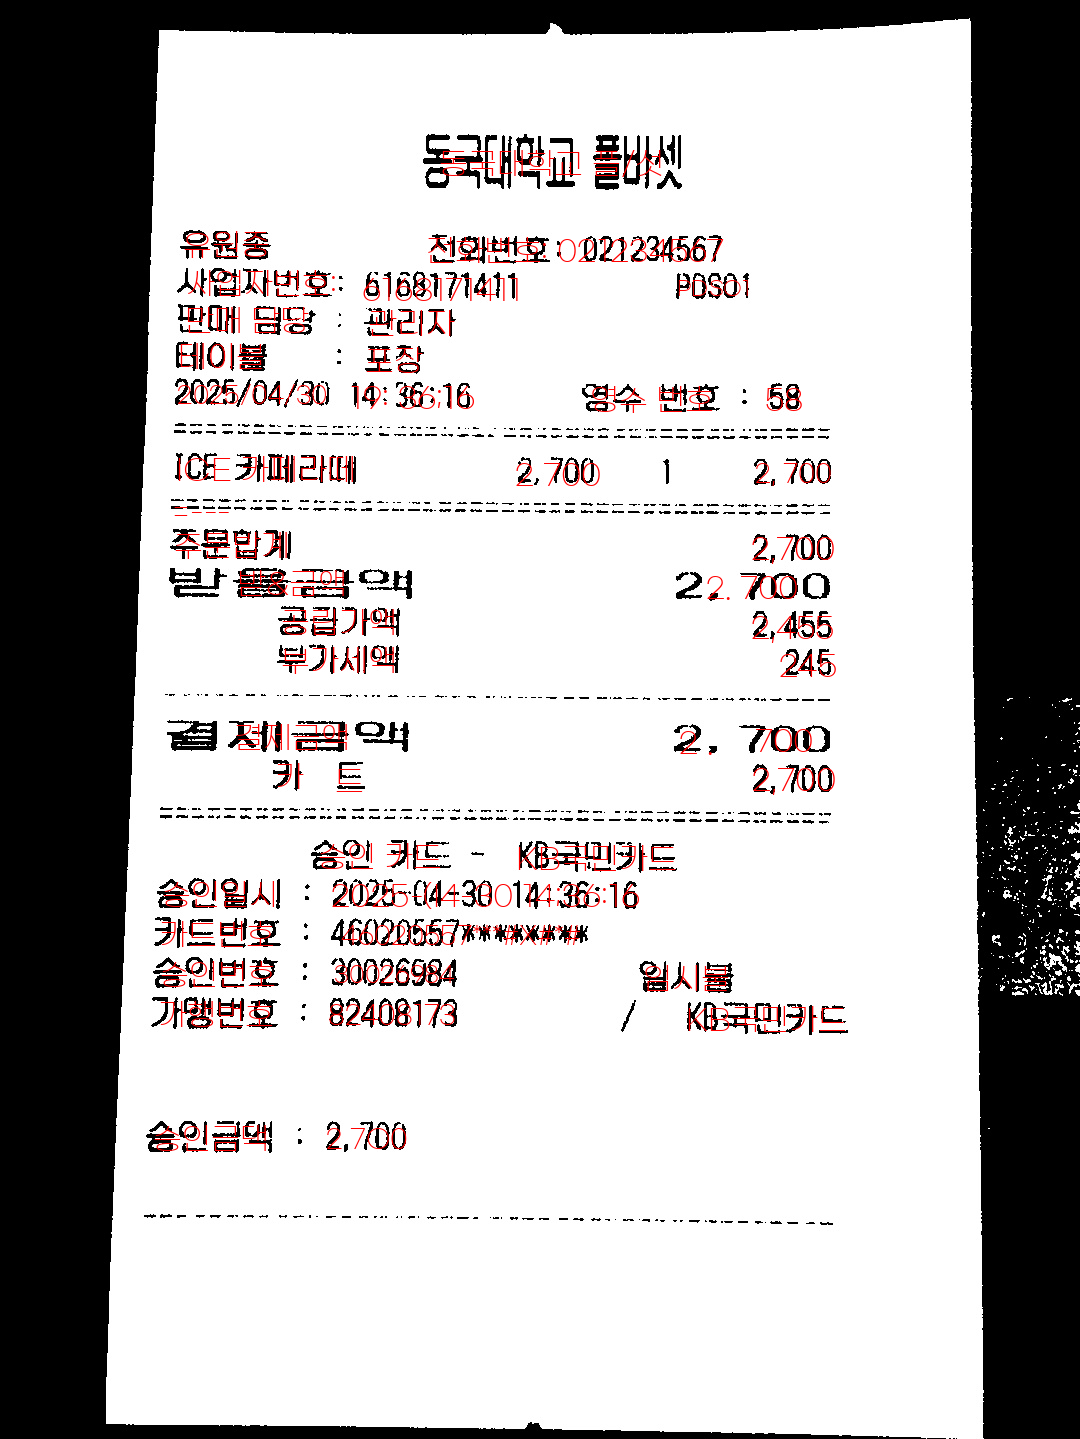 동국대학교 폴바셋
유원종 전화번호: 021234567
사업자번호: 6168171411 POS01
판매 담당 : 관리자
테이블 : 포장
2025/04/30 14:36:16 영수 번호 : 58
ICE 카페라떼 2,700 1 2,700
주문합계 2,700
받을금액 2,700
공급가액 2,455
부가세액 245
결제금액 2,700
카 드 2,700
승인 카드 - KB국민카드
승인일시 : 2025-04-30 14:36:16
카드번호 : 46020557********
승인번호 : 30026984 일시불
가맹번호 : 82408173 / KB국민카드
승인금액 : 2,700